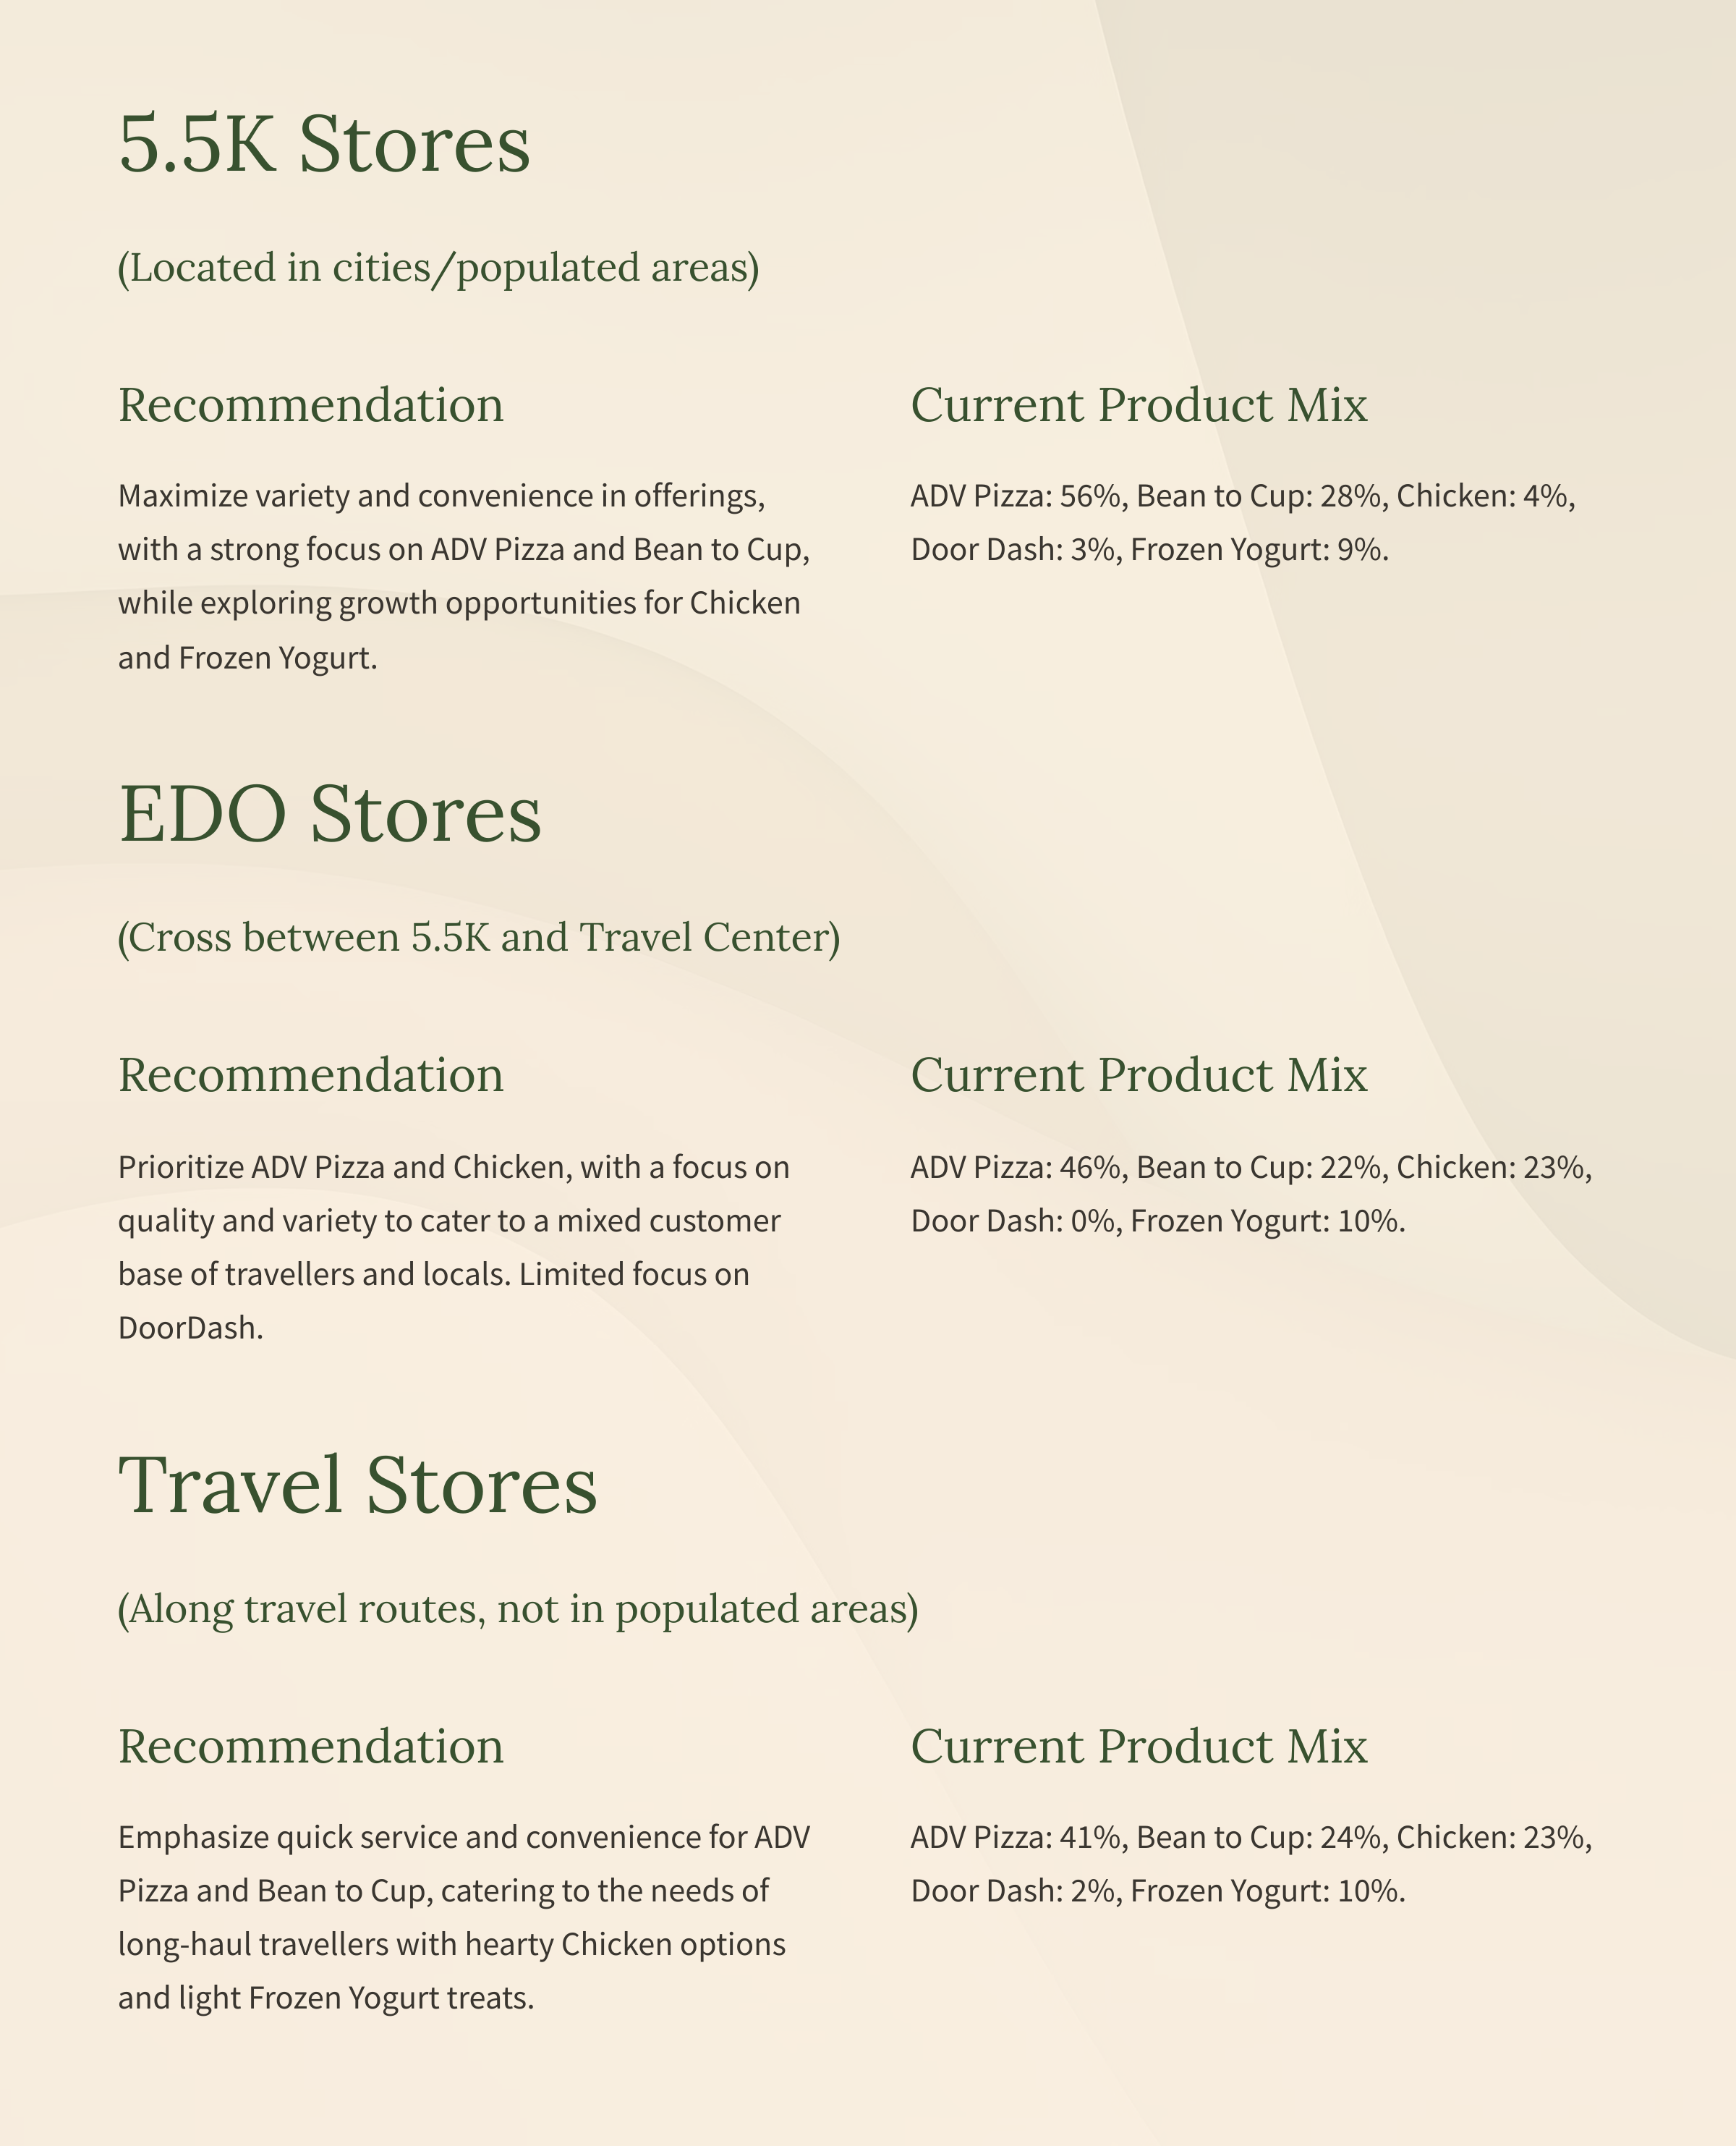 5.5K Stores
(Located in cities/populated areas)
Recommendation
Maximize variety and convenience in offerings,
with a strong focus on ADV Pizza and Bean to Cup,
while exploring growth opportunities for Chicken
and Frozen Yogurt.
Current Product Mix
ADV Pizza: 56%, Bean to Cup: 28%, Chicken: 4%,
Door Dash: 3%, Frozen Yogurt: 9%.
EDO Stores
(Cross between 5.5K and Travel Center)
Recommendation
Prioritize ADV Pizza and Chicken, with a focus on
quality and variety to cater to a mixed customer
base of travellers and locals. Limited focus on
DoorDash.
Current Product Mix
ADV Pizza: 46%, Bean to Cup: 22%, Chicken: 23%,
Door Dash: 0%, Frozen Yogurt: 10%.
Travel Stores
(Along travel routes, not in populated areas)
Recommendation
Emphasize quick service and convenience for ADV
Pizza and Bean to Cup, catering to the needs of
long-haul travellers with hearty Chicken options
and light Frozen Yogurt treats.
Current Product Mix
ADV Pizza: 41%, Bean to Cup: 24%, Chicken: 23%,
Door Dash: 2%, Frozen Yogurt: 10%.